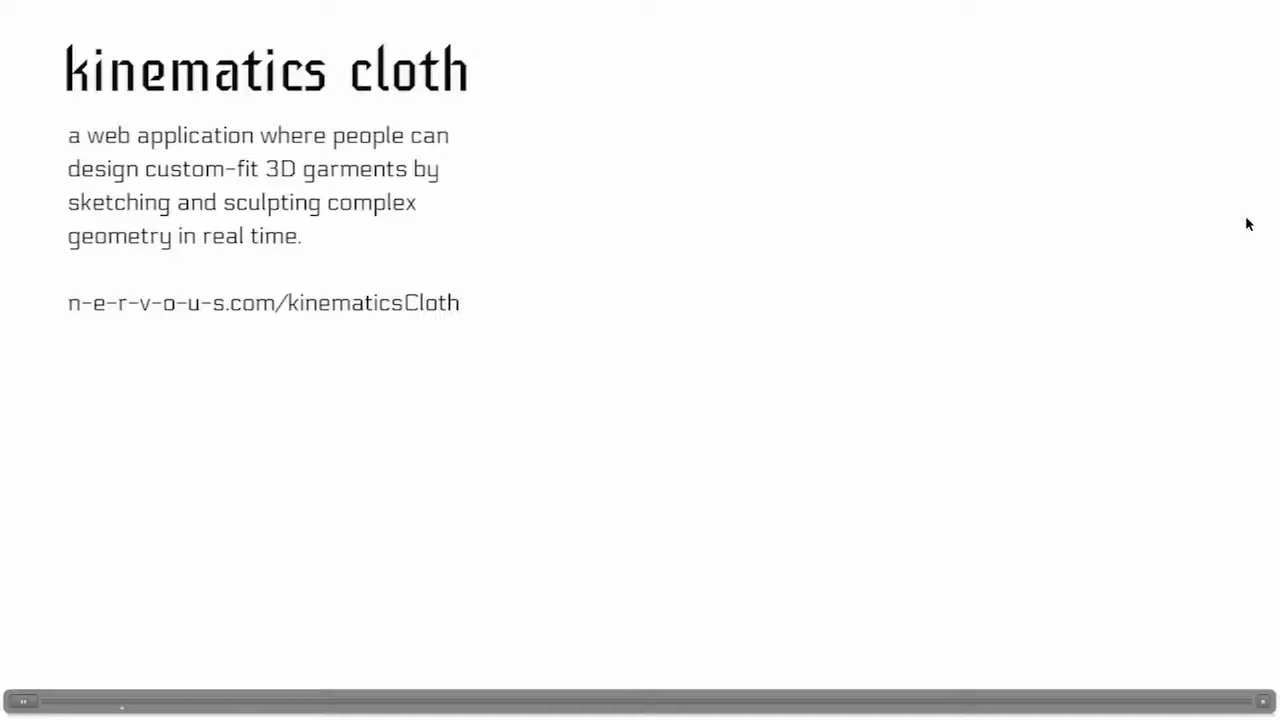 kinematics cloth
a web application where people can
design custom-fit 3D garments by
sketching and sculpting complex
geometry in real time.
n-e-r-v-o-u-s.com/kinematicsCloth